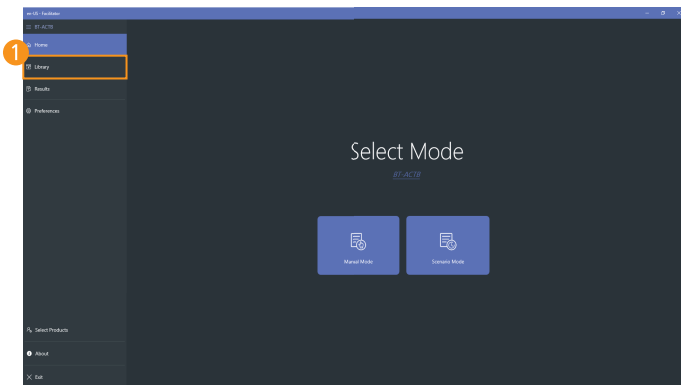 en-US - Facilitator
BT-ACTB
1
Home
Library
Results
Preferences
Select Mode
BT-ACTB
Manual Mode
Scenario Mode
Select Products
About
Exit